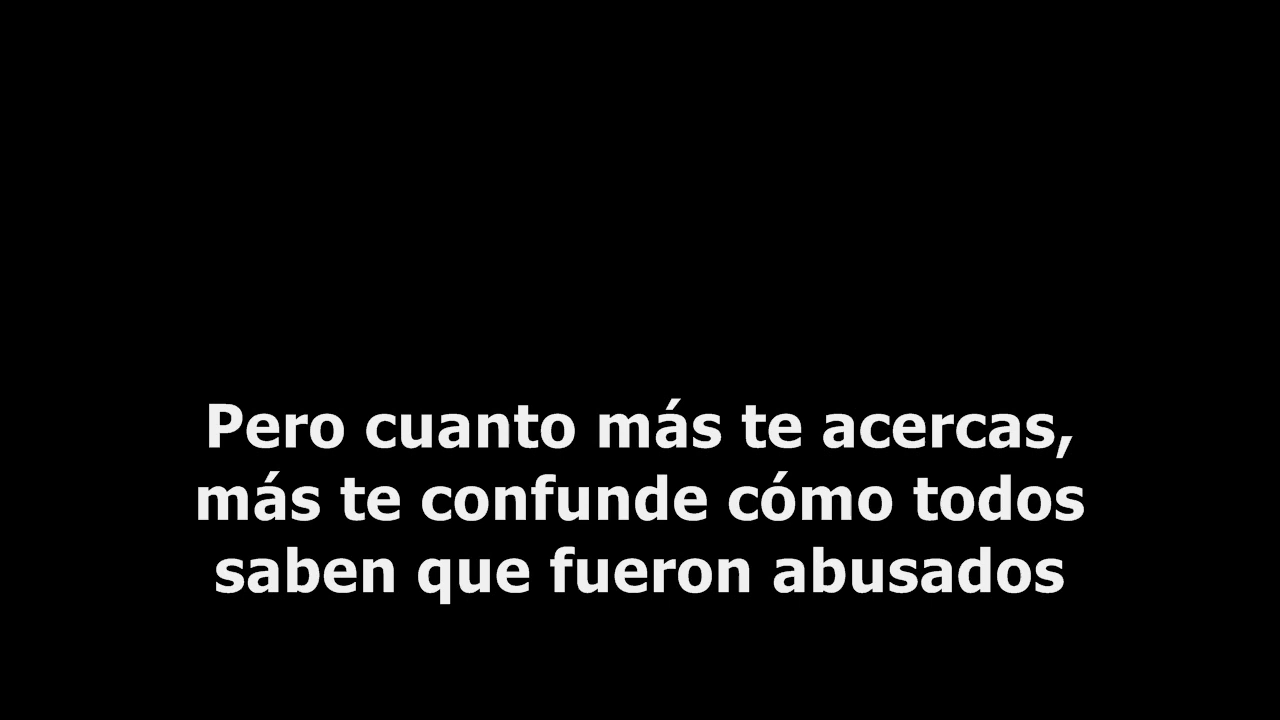 Pero cuanto más te acercas,
más te confunde cómo todos
saben que fueron abusados